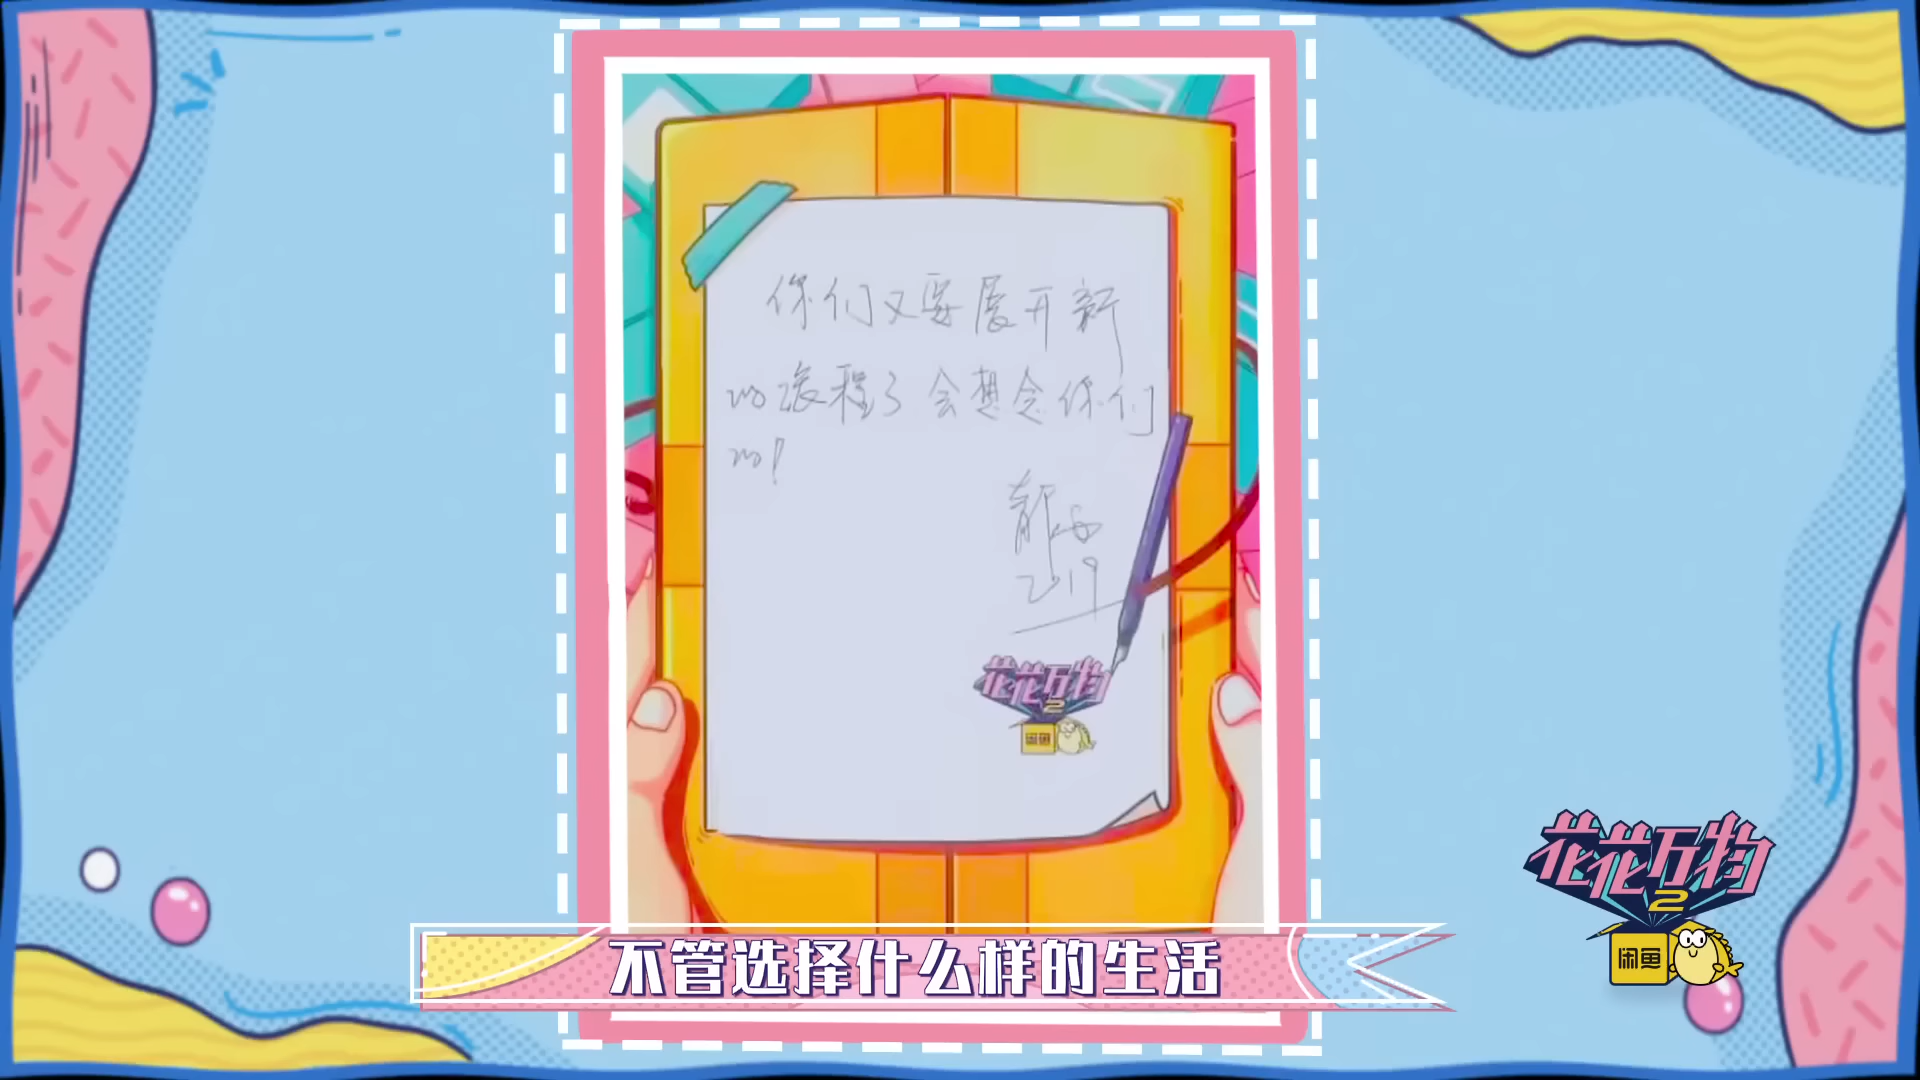 你们又要展开新
的旅程了 会想念你们
的!
2019
花花万物
2
闲鱼
不管选择什么样的生活
花花万物
2
闲鱼